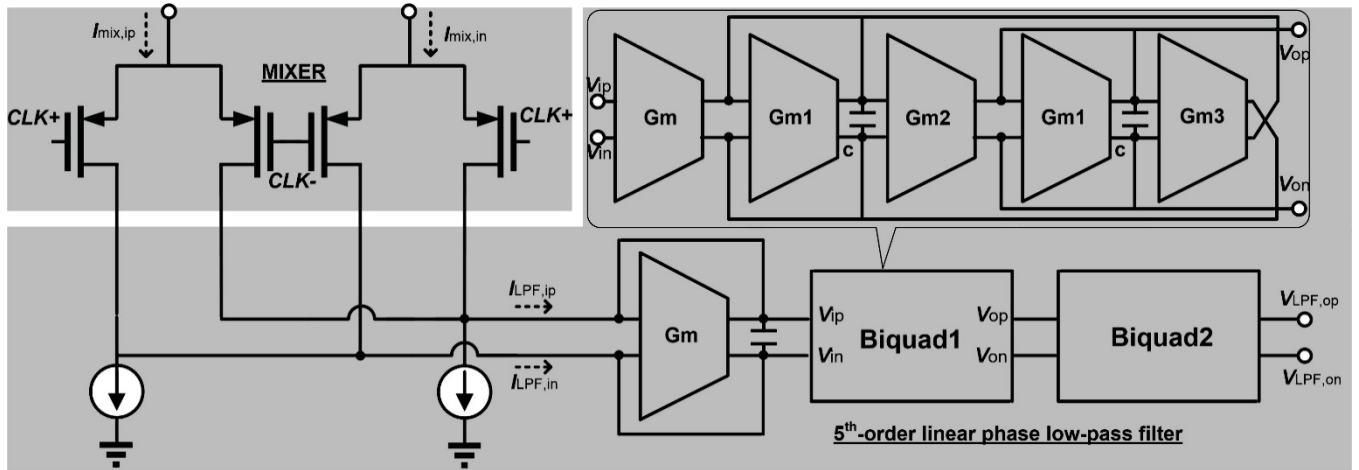 Imix,ip
Imix,in
MIXER
CLK+
CLK+
CLK-
Vip
Vin
Gm
Gm1
Gm2
Gm1
Gm3
C
C
Vop
Von
ILPF,ip
ILPF,in
Gm
Vip
Vin
Biquad1
Vop
Von
Biquad2
VLPF,op
VLPF,on
5th-order linear phase low-pass filter